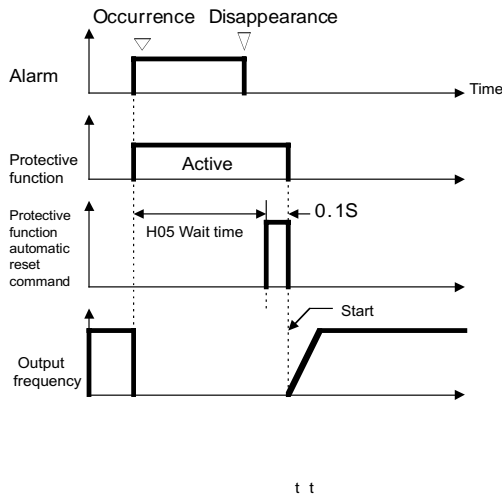 Occurrence Disappearance
Alarm
Time
Protective
function
Active
Protective
function
automatic
reset
command
H05 Wait time
0.1S
Start
Output
frequency
t t